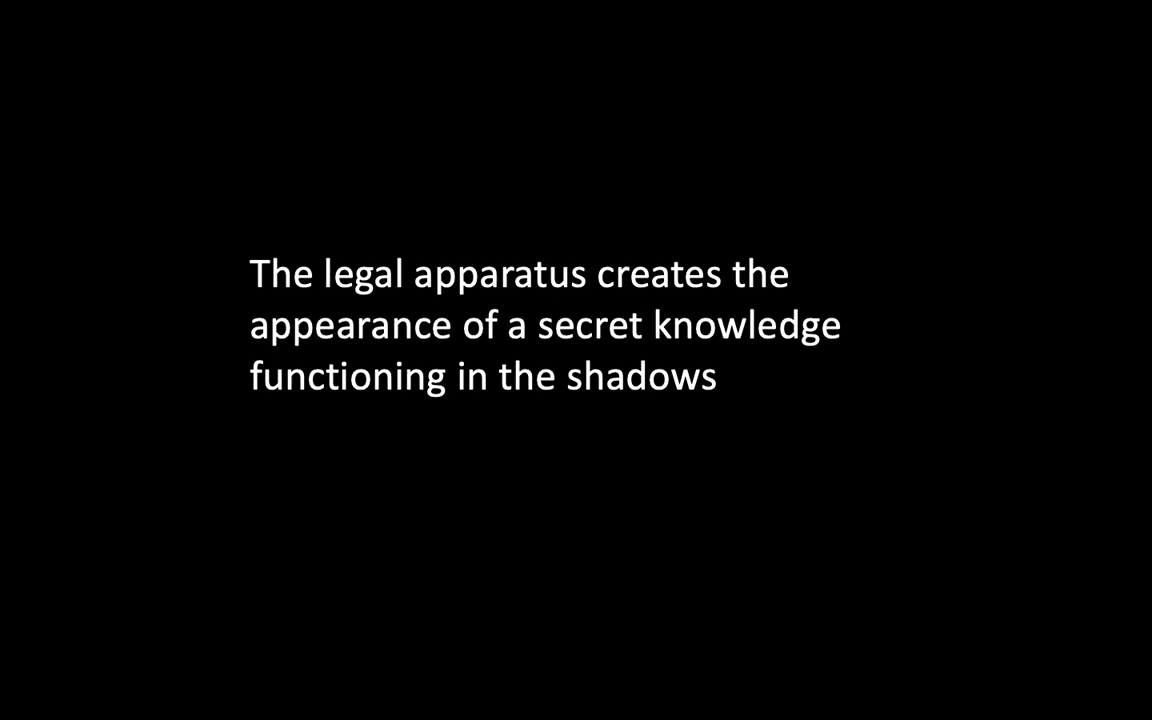 The legal apparatus creates the
appearance of a secret knowledge
functioning in the shadows